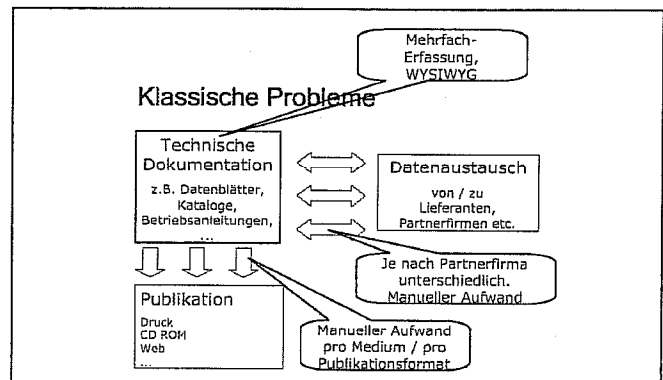 Mehrfach-
Erfassung,
WYSIWYG
Klassische Probleme
Technische
Dokumentation
z.B. Datenblätter,
Kataloge,
Betriebsanleitungen,
...
Datenaustausch
von / zu
Lieferanten,
Partnerfirmen etc.
Je nach Partnerfirma
unterschiedlich.
Manueller Aufwand
Publikation
Druck
CD ROM
Web
...
Manueller Aufwand
pro Medium / pro
Publikationsformat